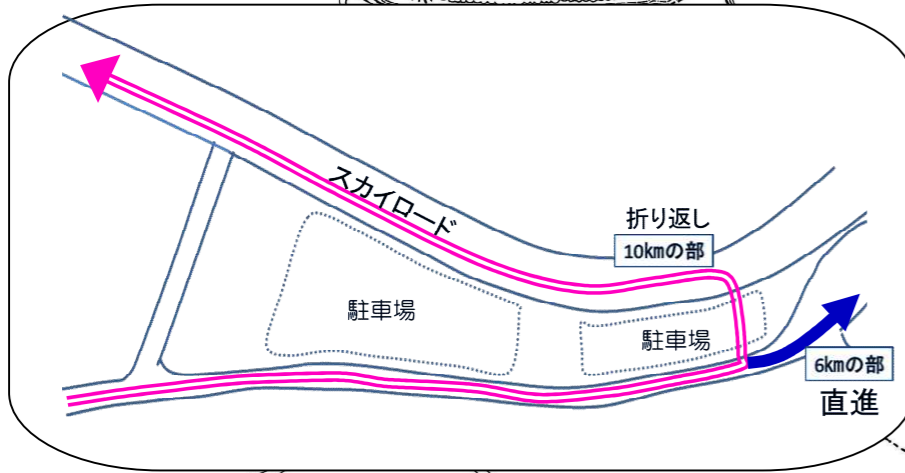 スカイロード
折り返し
10kmの部
駐車場
駐車場
6kmの部
直進